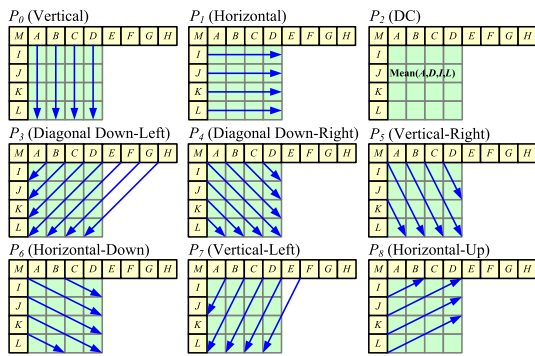 P0 (Vertical) P1 (Horizontal) P2 (DC)
M A B C D E F G H M A B C D E F G H M A B C D E F G H
I I I
J J J Mean(A,D,I,L)
K K K
L L L
P3 (Diagonal Down-Left) P4 (Diagonal Down-Right) P5 (Vertical-Right)
M A B C D E F G H M A B C D E F G H M A B C D E F G H
I I I
J J J
K K K
L L L
P6 (Horizontal-Down) P7 (Vertical-Left) P8 (Horizontal-Up)
M A B C D E F G H M A B C D E F G H M A B C D E F G H
I I I
J J J
K K K
L L L